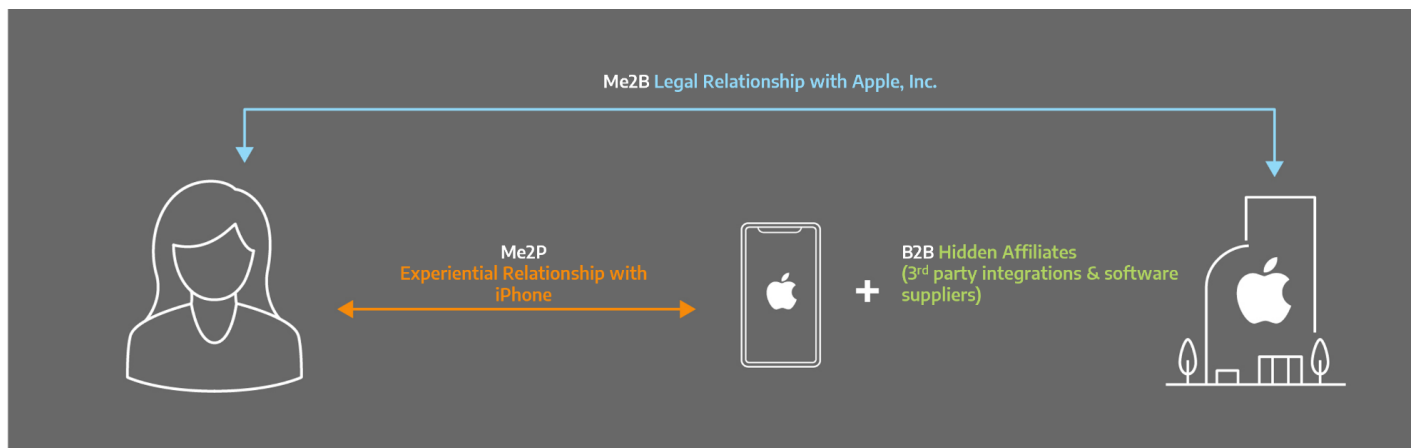 Me2B Legal Relationship with Apple, Inc.
Me2P
Experiential Relationship with
iPhone
B2B Hidden Affiliates
(3rd party integrations & software
suppliers)